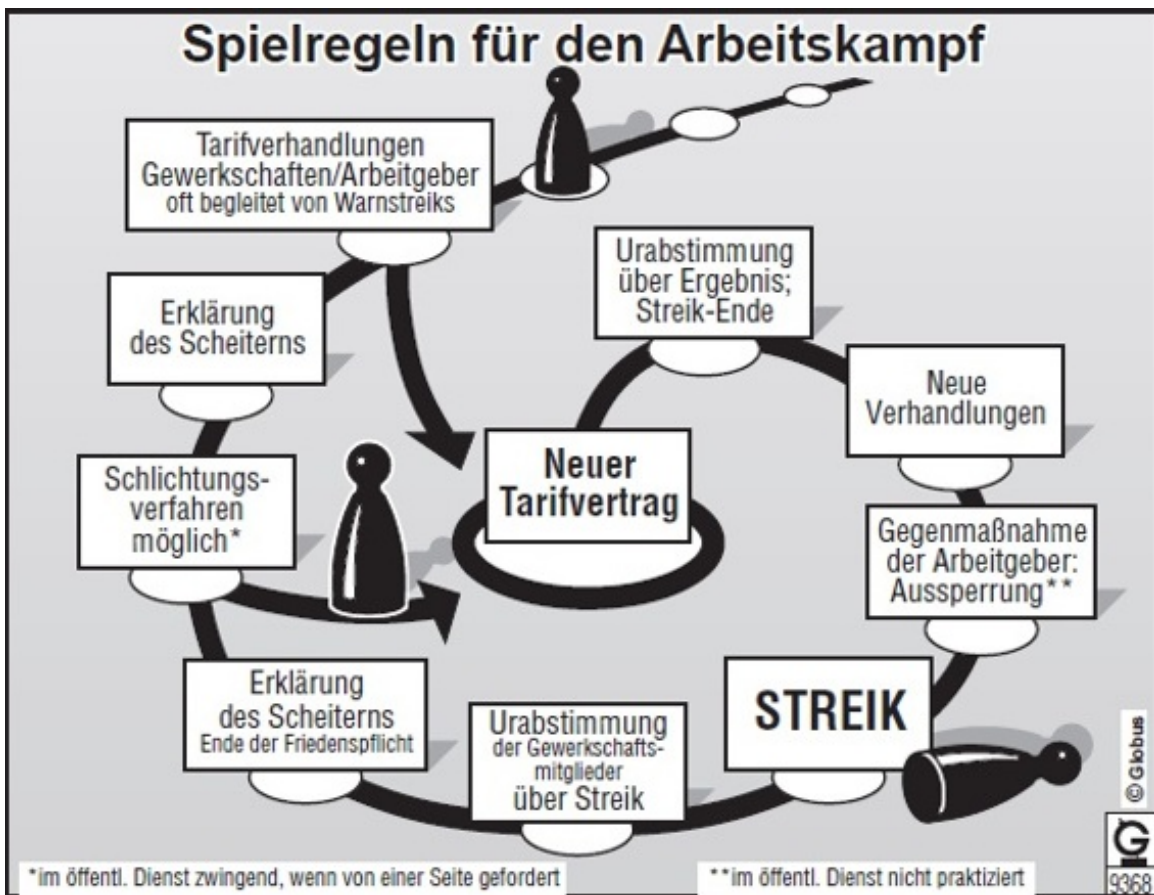 Spielregeln für den Arbeitskampf
Tarifverhandlungen
Gewerkschaften/Arbeitgeber
oft begleitet von Warnstreiks
Erklärung
des Scheiterns
Schlichtungs-
verfahren
möglich*
Erklärung
des Scheiterns
Ende der Friedenspflicht
Urabstimmung
der Gewerkschafts-
mitglieder
über Streik
STREIK
Gegenmaßnahme
der Arbeitgeber:
Aussperrung**
Neue
Verhandlungen
Urabstimmung
über Ergebnis;
Streik-Ende
Neuer
Tarifvertrag
*im öffentl. Dienst zwingend, wenn von einer Seite gefordert
**im öffentl. Dienst nicht praktiziert
© Globus
G
9368